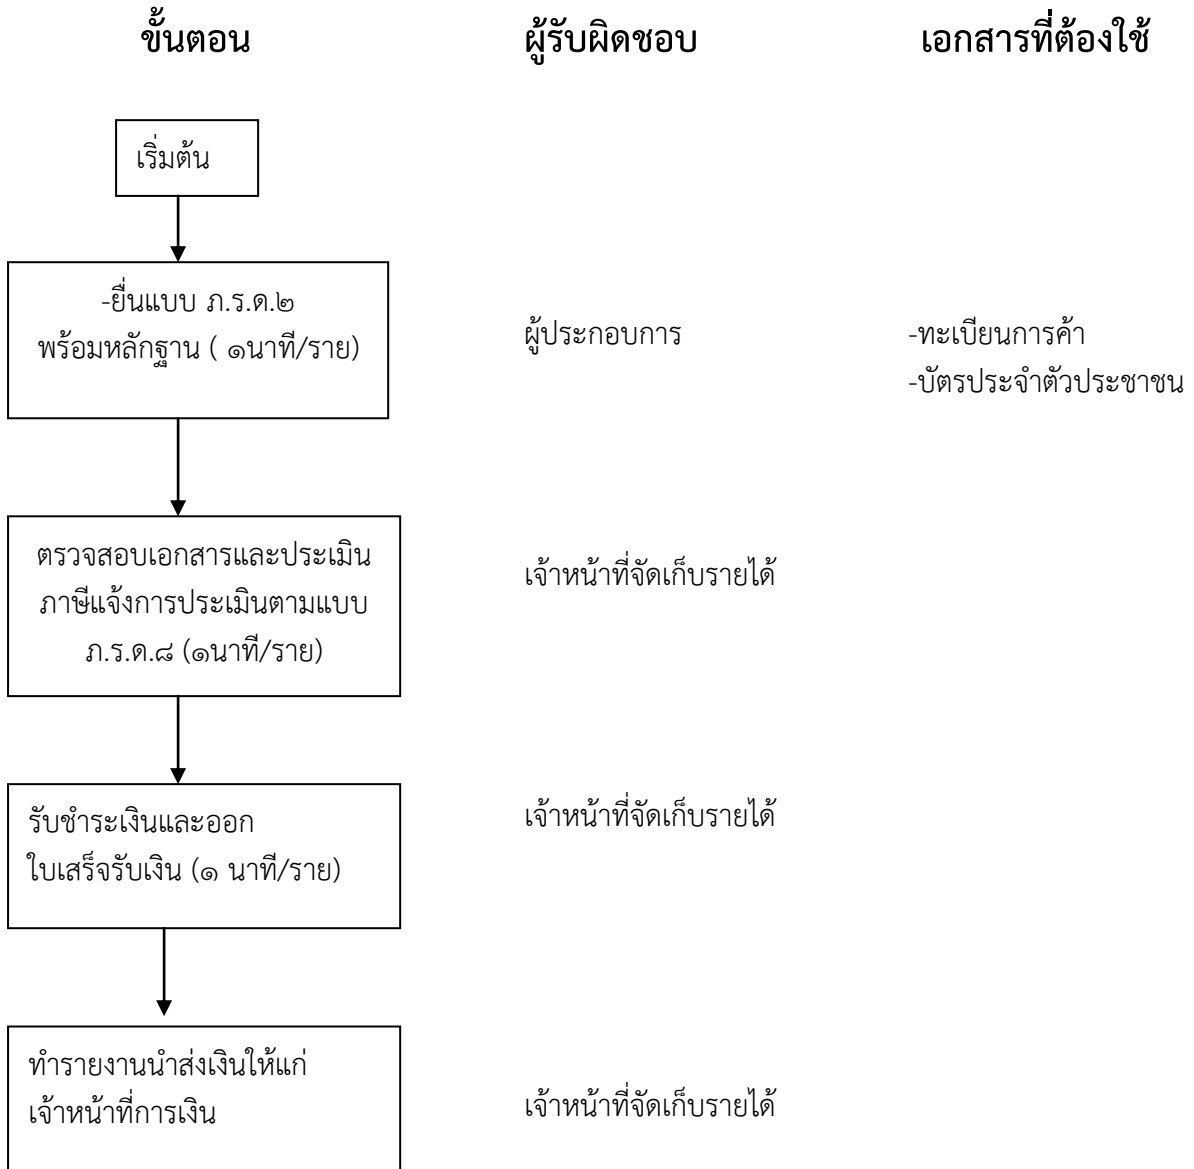 ขั้นตอน ผู้รับผิดชอบ เอกสารที่ต้องใช้
เริ่มต้น
-ยื่นแบบ ภ.ร.ด.๒
พร้อมหลักฐาน ( ๑นาที/ราย)
ผู้ประกอบการ
-ทะเบียนการค้า
-บัตรประจำตัวประชาชน
ตรวจสอบเอกสารและประเมิน
ภาษีแจ้งการประเมินตามแบบ
ภ.ร.ด.๘ (๑นาที/ราย)
เจ้าหน้าที่จัดเก็บรายได้
รับชำระเงินและออก
ใบเสร็จรับเงิน (๑ นาที/ราย)
เจ้าหน้าที่จัดเก็บรายได้
ทำรายงานนำส่งเงินให้แก่
เจ้าหน้าที่การเงิน
เจ้าหน้าที่จัดเก็บรายได้